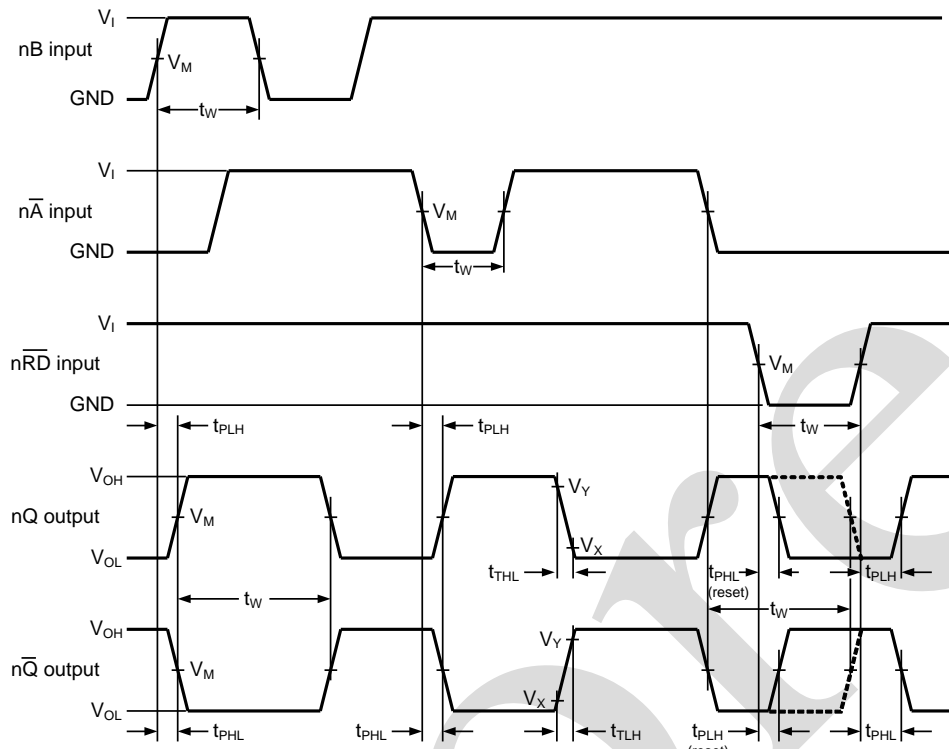 V_I
nB input
V_M
GND
t_W
V_I
nA̅ input
V_M
GND
t_W
V_I
nR̅D̅ input
V_M
GND
t_PLH t_PLH t_W
V_OH
V_Y
nQ output
V_M
V_X
V_OL
t_THL t_PHL t_PLH
(reset)
t_W t_W
V_OH
V_Y
nQ̅ output
V_M
V_X
V_OL
t_PHL t_PHL t_TLH t_PLH t_PHL
(reset)